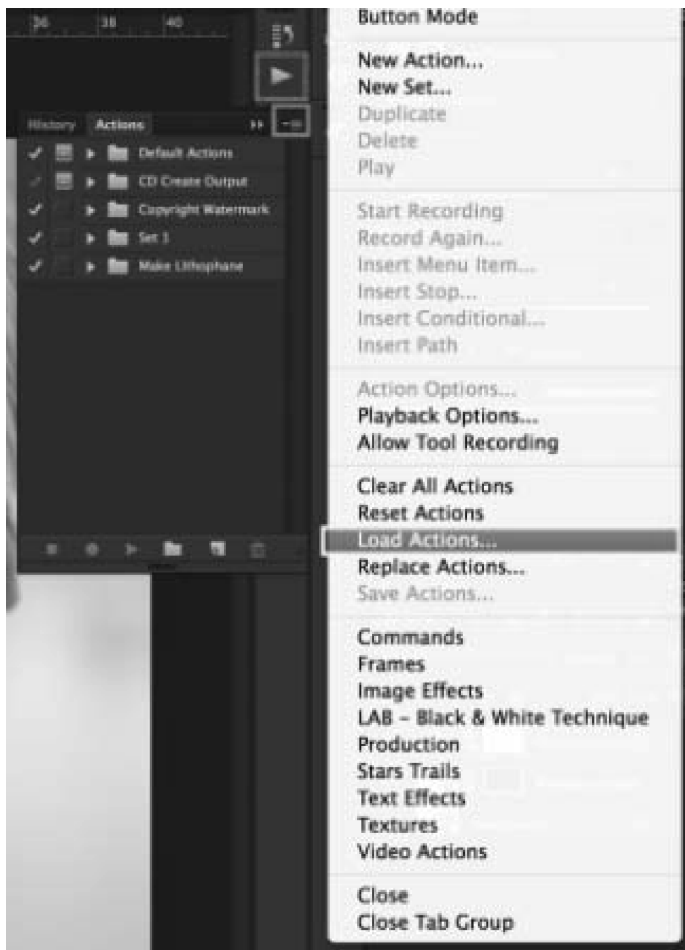 36 38 40
History Actions
Default Actions
CD Create Output
Copyright Watermark
Set 1
Make Lithophane
Button Mode
New Action...
New Set...
Duplicate
Delete
Play
Start Recording
Record Again...
Insert Menu Item...
Insert Stop...
Insert Conditional...
Insert Path
Action Options...
Playback Options...
Allow Tool Recording
Clear All Actions
Reset Actions
Load Actions...
Replace Actions...
Save Actions...
Commands
Frames
Image Effects
LAB – Black & White Technique
Production
Stars Trails
Text Effects
Textures
Video Actions
Close
Close Tab Group